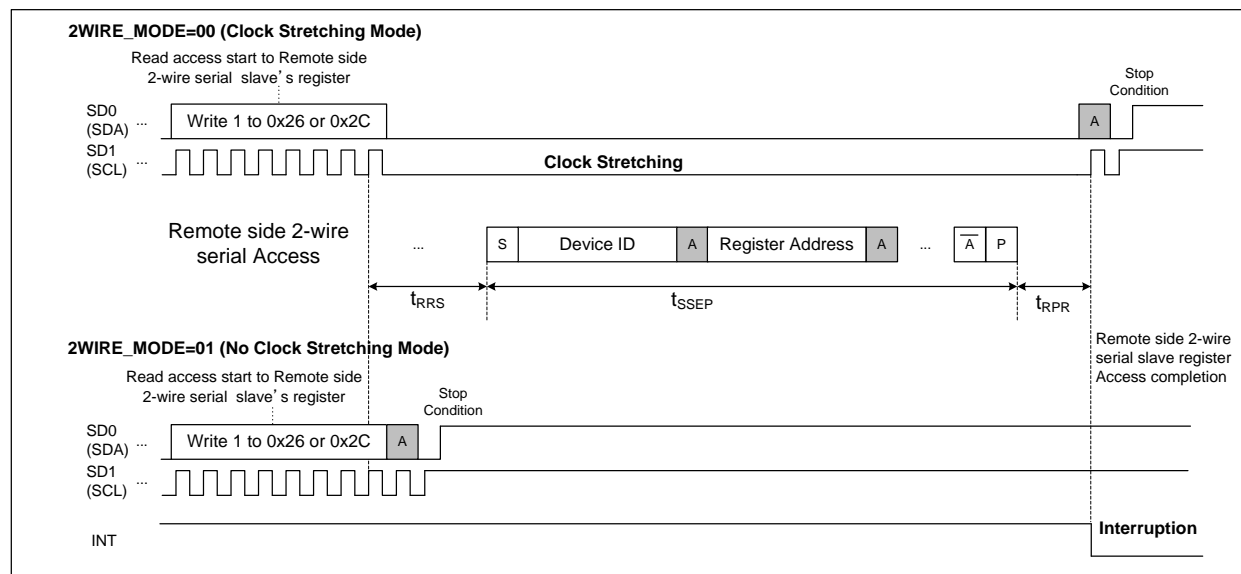 2WIRE_MODE=00 (Clock Stretching Mode)
Read access start to Remote side
2-wire serial slave's register
Stop
Condition
SD0
(SDA) ...
Write 1 to 0x26 or 0x2C
A
SD1
(SCL) ...
Clock Stretching
Remote side 2-wire
serial Access
... S Device ID A Register Address A ... A̅ P
tRRS tSSEP tRPR
2WIRE_MODE=01 (No Clock Stretching Mode)
Remote side 2-wire
serial slave register
Access completion
Read access start to Remote side
2-wire serial slave's register
Stop
Condition
SD0
(SDA) ...
Write 1 to 0x26 or 0x2C A
SD1
(SCL) ...
INT
Interruption